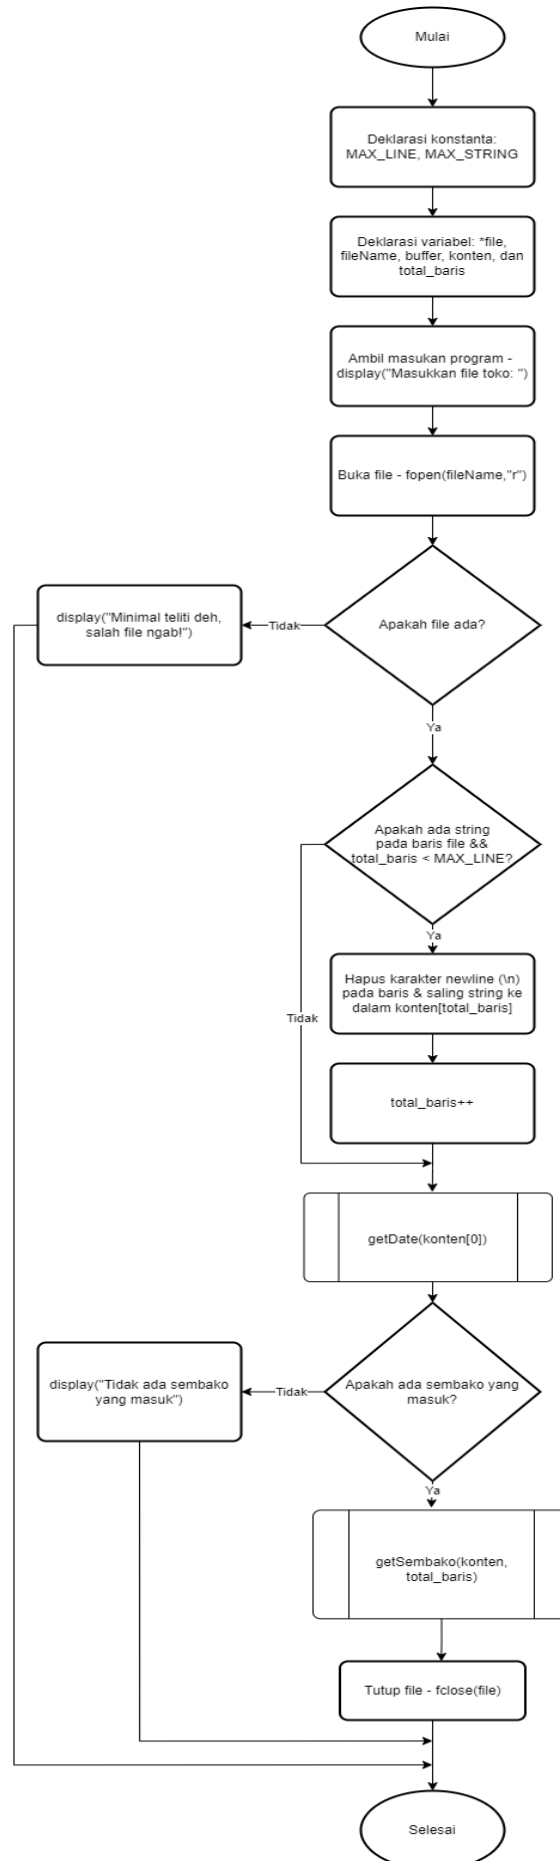 Mulai
Deklarasi konstanta:
MAX_LINE, MAX_STRING
Deklarasi variabel: *file,
fileName, buffer, konten, dan
total_baris
Ambil masukan program -
display("Masukkan file toko: ")
Buka file - fopen(fileName,"r")
Apakah file ada?
Tidak
display("Minimal teliti deh,
salah file ngab!")
Ya
Apakah ada string
pada baris file &&
total_baris < MAX_LINE?
Ya
Hapus karakter newline (\n)
pada baris & saling string ke
dalam konten[total_baris]
Tidak
total_baris++
getDate(konten[0])
Apakah ada sembako yang
masuk?
Tidak
display("Tidak ada sembako
yang masuk")
Ya
getSembako(konten,
total_baris)
Tutup file - fclose(file)
Selesai